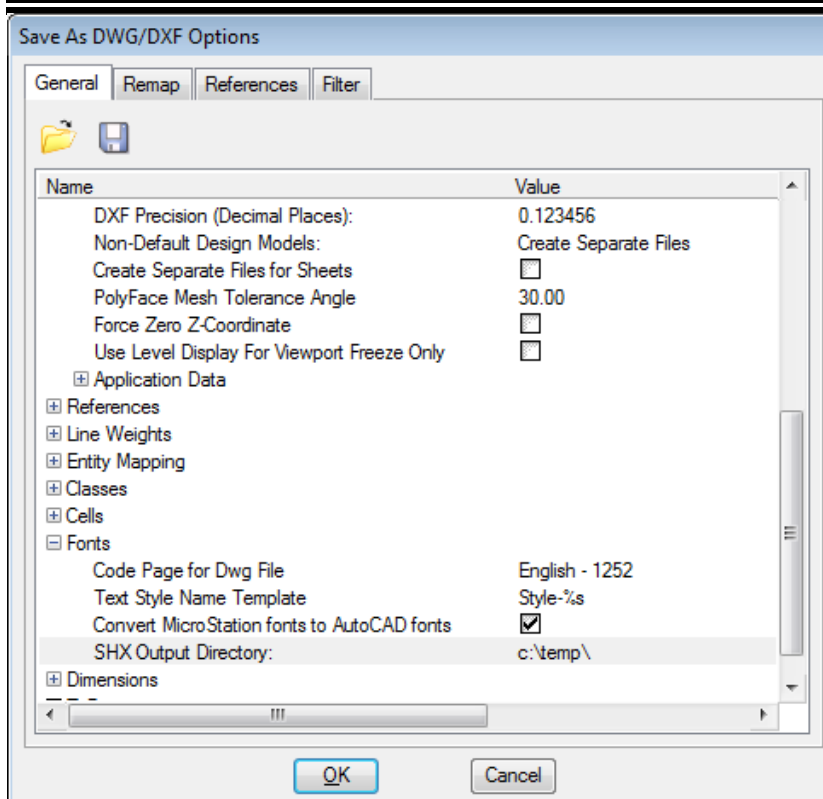 Save As DWG/DXF Options
General Remap References Filter
Name Value
DXF Precision (Decimal Places): 0.123456
Non-Default Design Models: Create Separate Files
Create Separate Files for Sheets
PolyFace Mesh Tolerance Angle 30.00
Force Zero Z-Coordinate
Use Level Display For Viewport Freeze Only
Application Data
References
Line Weights
Entity Mapping
Classes
Cells
Fonts
Code Page for Dwg File English - 1252
Text Style Name Template Style-%s
Convert MicroStation fonts to AutoCAD fonts
SHX Output Directory: c:\temp\
Dimensions
OK Cancel